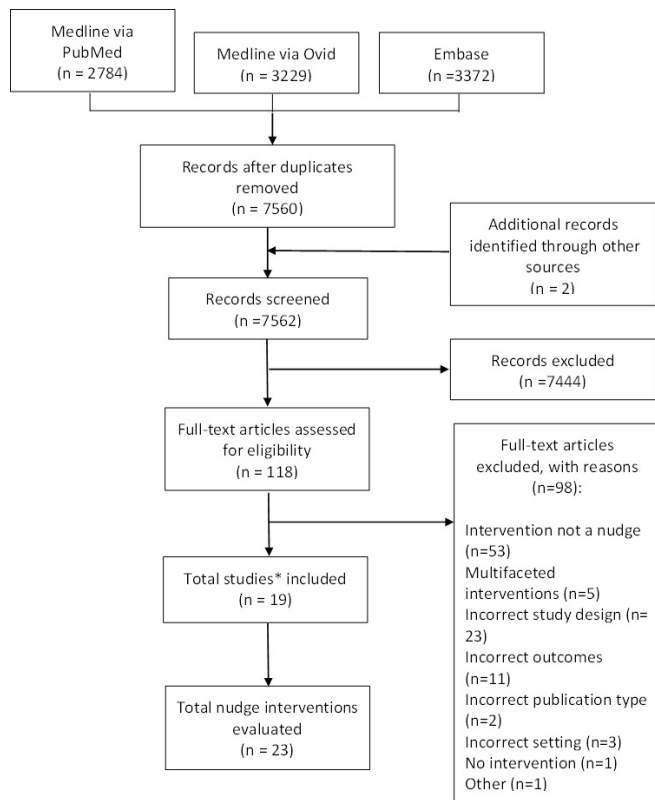 Medline via
PubMed
(n = 2784)
Medline via Ovid
(n = 3229)
Embase
(n =3372)
Records after duplicates
removed
(n = 7560)
Additional records
identified through other
sources
(n = 2)
Records screened
(n =7562)
Records excluded
(n =7444)
Full-text articles assessed
for eligibility
(n = 118)
Full-text articles
excluded, with reasons
(n=98):
Intervention not a nudge
(n=53)
Multifaceted
interventions (n=5)
Incorrect study design (n=
23)
Incorrect outcomes
(n=11)
Incorrect publication type
(n=2)
Incorrect setting (n=3)
No intervention (n=1)
Other (n=1)
Total studies* included
(n = 19)
Total nudge interventions
evaluated
(n = 23)